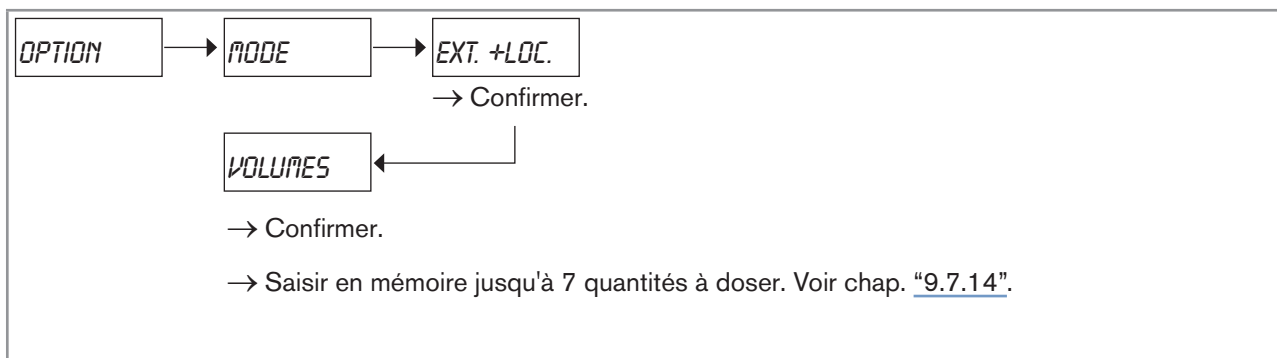 OPTION
MODE
EXT. +LOC.
→ Confirmer.
VOLUMES
→ Confirmer.
→ Saisir en mémoire jusqu'à 7 quantités à doser. Voir chap. “9.7.14”.